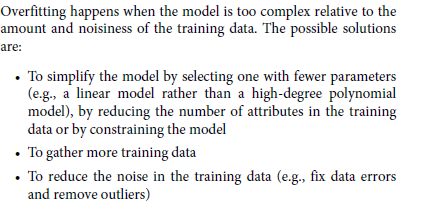 Overfitting happens when the model is too complex relative to the
amount and noisiness of the training data. The possible solutions
are:
• To simplify the model by selecting one with fewer parameters
(e.g., a linear model rather than a high-degree polynomial
model), by reducing the number of attributes in the training
data or by constraining the model
• To gather more training data
• To reduce the noise in the training data (e.g., fix data errors
and remove outliers)